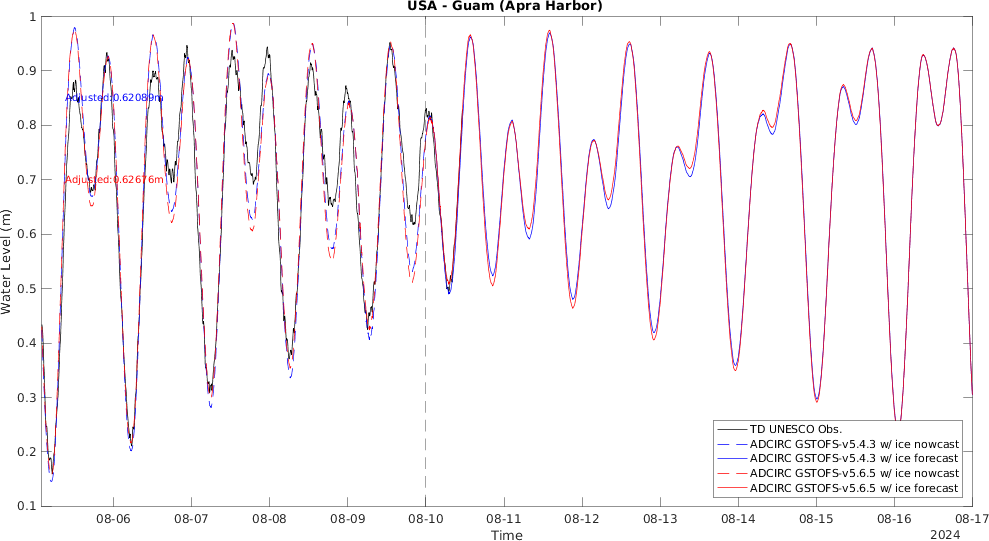 USA - Guam (Apra Harbor)
1
0.9
0.8
0.7
0.6
0.5
0.4
0.3
0.2
0.1
Water Level (m)
Adjusted:0.62089m
Adjusted:0.62676m
TD UNESCO Obs.
ADCIRC GSTOFS-v5.4.3 w/ ice nowcast
ADCIRC GSTOFS-v5.4.3 w/ ice forecast
ADCIRC GSTOFS-v5.6.5 w/ ice nowcast
ADCIRC GSTOFS-v5.6.5 w/ ice forecast
08-06 08-07 08-08 08-09 08-10 08-11 08-12 08-13 08-14 08-15 08-16 08-17
Time
2024